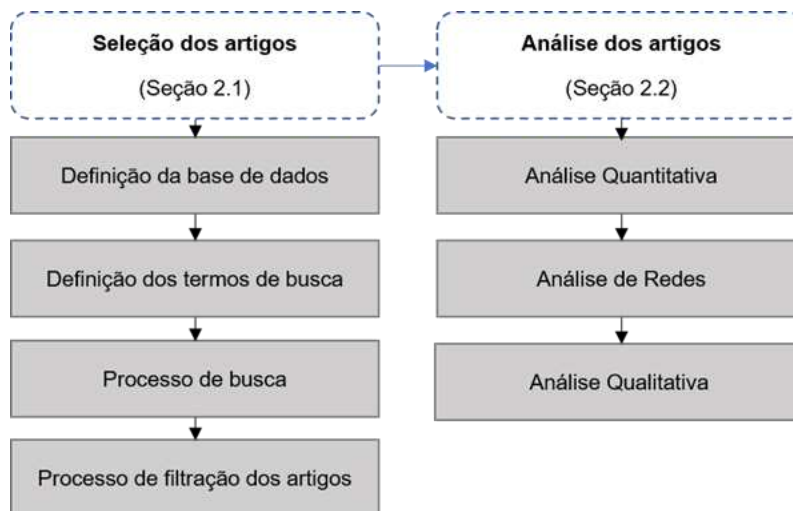 Seleção dos artigos
(Seção 2.1)
Definição da base de dados
Definição dos termos de busca
Processo de busca
Processo de filtração dos artigos
Análise dos artigos
(Seção 2.2)
Análise Quantitativa
Análise de Redes
Análise Qualitativa